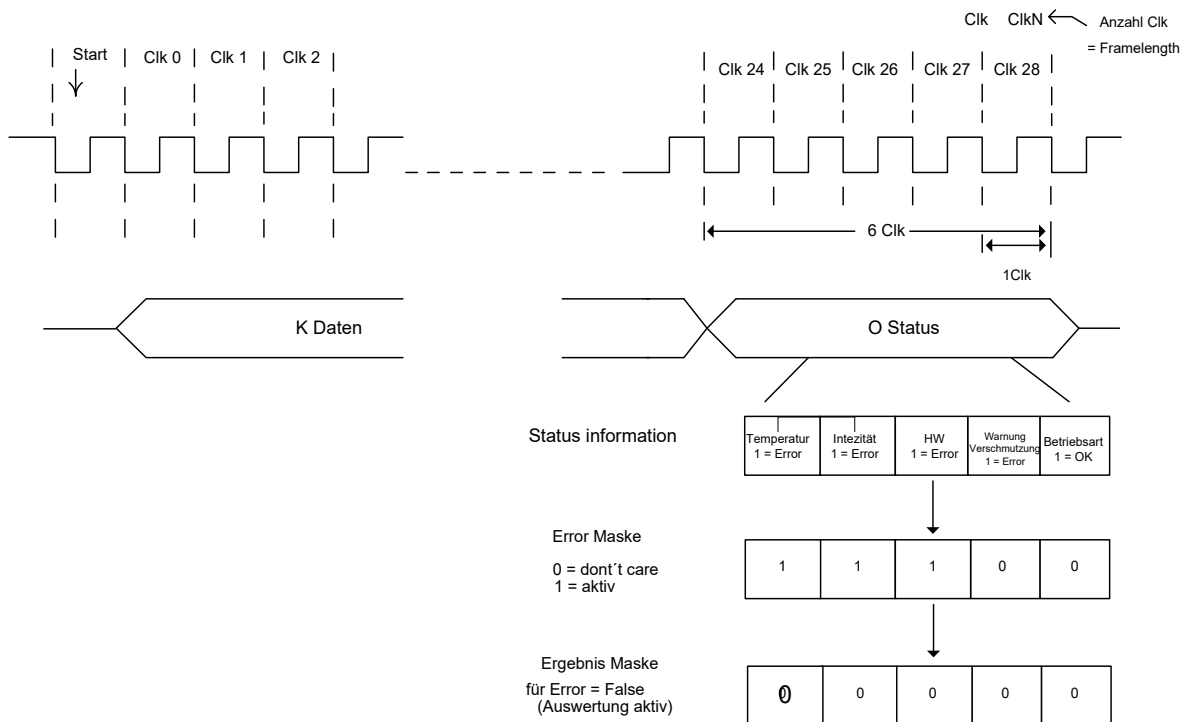 Clk ClkN Anzahl Clk
= Framelength
Start Clk 0 Clk 1 Clk 2
Clk 24 Clk 25 Clk 26 Clk 27 Clk 28
6 Clk
1Clk
K Daten
O Status
Status information
Temperatur
1 = Error
Intezität
1 = Error
HW
1 = Error
Warnung
Verschmutzung
1 = Error
Betriebsart
1 = OK
Error Maske
0 = dont´t care
1 = aktiv
1 1 1 0 0
Ergebnis Maske
für Error = False
(Auswertung aktiv)
0 0 0 0 0